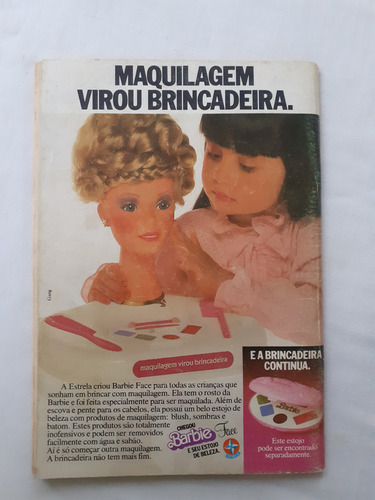 MAQUILAGEM
VIROU BRINCADEIRA.
maquilagem virou brincadeira
A Estrela criou Barbie Face para todas as crianças que
sonham em brincar com maquilagem. Ela tem o rosto da
Barbie e foi feita especialmente para ser maquilada. Além de
escova e pente para os cabelos, ela possui um belo estojo de
beleza com produtos de maquilagem: blush, sombras e
batom. Estes produtos são totalmente
inofensivos e podem ser removidos
facilmente com água e sabão.
Aí é só começar outra maquilagem.
A brincadeira não tem mais fim.
CHEGOU
Barbie Face
E SEU ESTOJO
DE BELEZA.
E A BRINCADEIRA
CONTINUA.
Barbie
Este estojo
pode ser encontrado
separadamente.